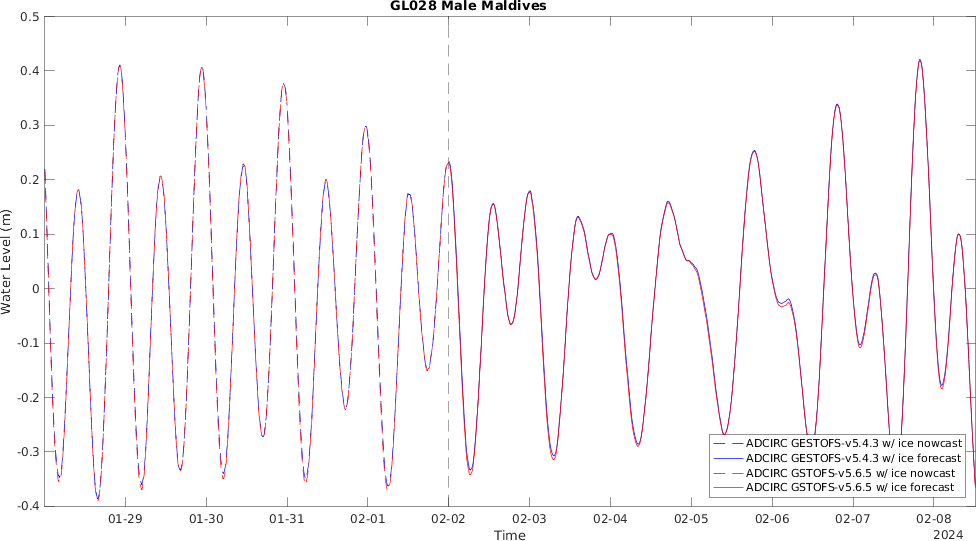 GL028 Male Maldives
0.5
0.4
0.3
0.2
0.1
0
-0.1
-0.2
-0.3
-0.4
Water Level (m)
01-29 01-30 01-31 02-01 02-02 02-03 02-04 02-05 02-06 02-07 02-08
2024
Time
ADCIRC GESTOFS-v5.4.3 w/ ice nowcast
ADCIRC GESTOFS-v5.4.3 w/ ice forecast
ADCIRC GSTOFS-v5.6.5 w/ ice nowcast
ADCIRC GSTOFS-v5.6.5 w/ ice forecast